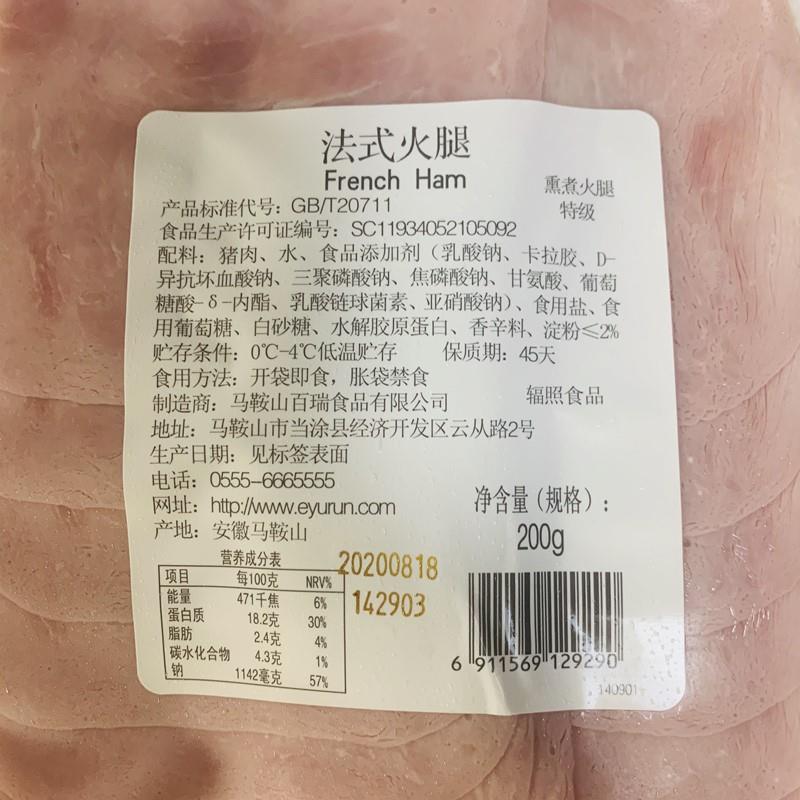 法式火腿
French Ham
熏煮火腿
特级
产品标准代号：GB/T20711
食品生产许可证编号：SC11934052105092
配料：猪肉、水、食品添加剂（乳酸钠、卡拉胶、D-
异抗坏血酸钠、三聚磷酸钠、焦磷酸钠、甘氨酸、葡萄
糖酸-δ-内酯、乳酸链球菌素、亚硝酸钠）、食用盐、食
用葡萄糖、白砂糖、水解胶原蛋白、香辛料、淀粉≤2%
贮存条件：0℃-4℃低温贮存 保质期：45天
食用方法：开袋即食，胀袋禁食
辐照食品
制造商：马鞍山百瑞食品有限公司
地址：马鞍山市当涂县经济开发区云从路2号
生产日期：见标签表面
电话：0555-6665555
网址：http://www.eyurun.com
产地：安徽马鞍山
净含量（规格）：
200g
营养成分表
项目 每100克 NRV%
能量 471千焦 6%
蛋白质 18.2克 30%
脂肪 2.4克 4%
碳水化合物 4.3克 1%
钠 1142毫克 57%
20200818
142903
6 911569 129290
140901